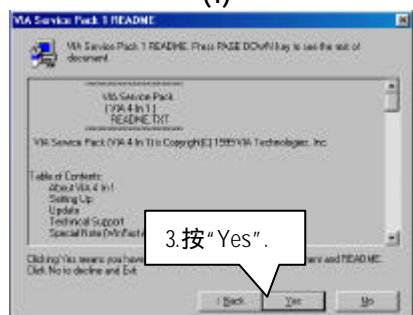 VIA Service Pack 1 README
VIA Service Pack 1 README. Press PAGE DOWN key to see the rest of
document.
VIA Service Pack
(VIA 4 In 1)
README.TXT
VIA Service Pack (VIA 4 In 1) is Copyright(C) 1999 VIA Technologies, Inc.
Table of Contents:
About VIA 4 In 1
Setting Up
Update
Technical Support
Special Note (WinFast
3.按“Yes”.
Clicking Yes means you have and README.
Click No to decline and Exit
< Back
Yes
No